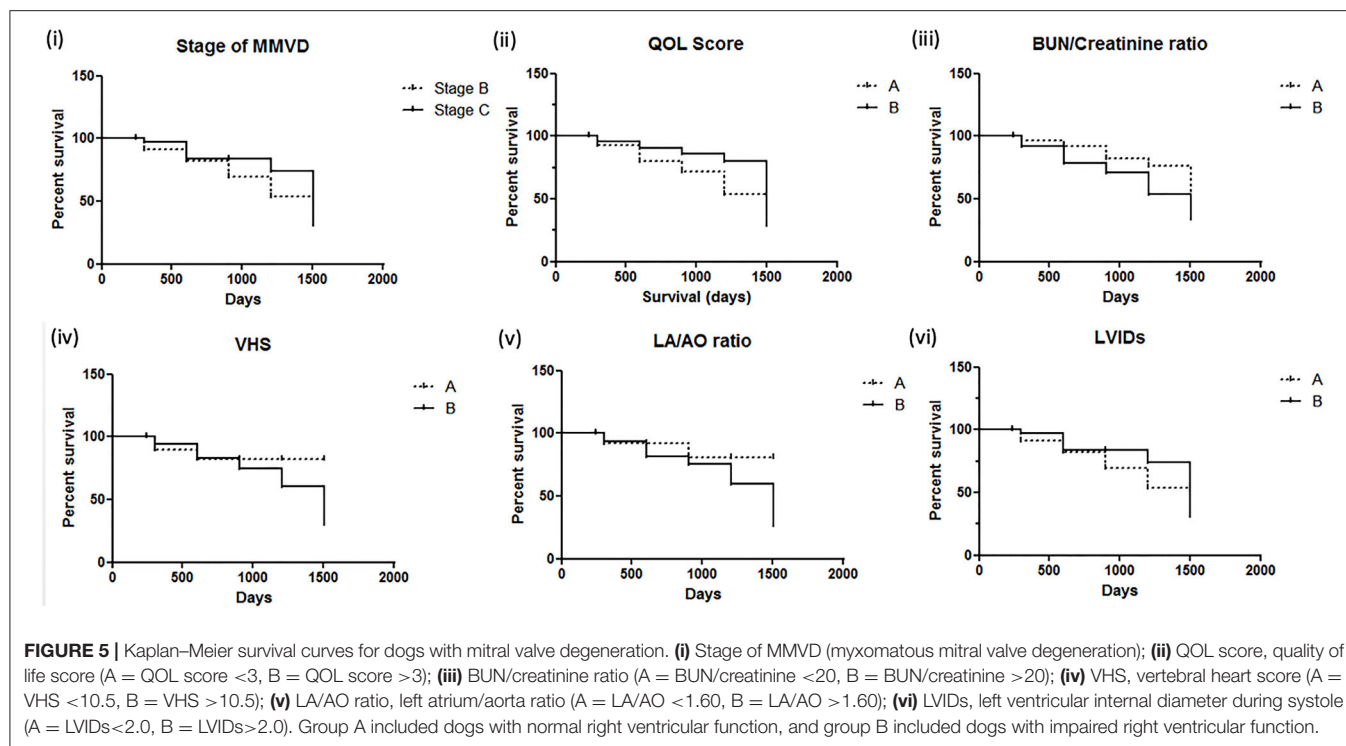 (i)
Stage of MMVD
150
100
50
0
Percent survival
0 500 1000 1500 2000
Days
Stage B
Stage C
(ii)
QOL Score
150
100
50
0
Percent survival
0 500 1000 1500 2000
Survival (days)
A
B
(iii)
BUN/Creatinine ratio
150
100
50
0
Percent survival
0 500 1000 1500 2000
Days
A
B
(iv)
VHS
150
100
50
0
Percent survival
0 500 1000 1500 2000
Days
A
B
(v)
LA/AO ratio
150
100
50
0
Percent survival
0 500 1000 1500 2000
Days
A
B
(vi)
LVIDs
150
100
50
0
Percent survival
0 500 1000 1500 2000
Days
A
B
FIGURE 5 | Kaplan–Meier survival curves for dogs with mitral valve degeneration. (i) Stage of MMVD (myxomatous mitral valve degeneration); (ii) QOL score, quality of
life score (A = QOL score <3, B = QOL score >3); (iii) BUN/creatinine ratio (A = BUN/creatinine <20, B = BUN/creatinine >20); (iv) VHS, vertebral heart score (A =
VHS <10.5, B = VHS >10.5); (v) LA/AO ratio, left atrium/aorta ratio (A = LA/AO <1.60, B = LA/AO >1.60); (vi) LVIDs, left ventricular internal diameter during systole
(A = LVIDs<2.0, B = LVIDs>2.0). Group A included dogs with normal right ventricular function, and group B included dogs with impaired right ventricular function.